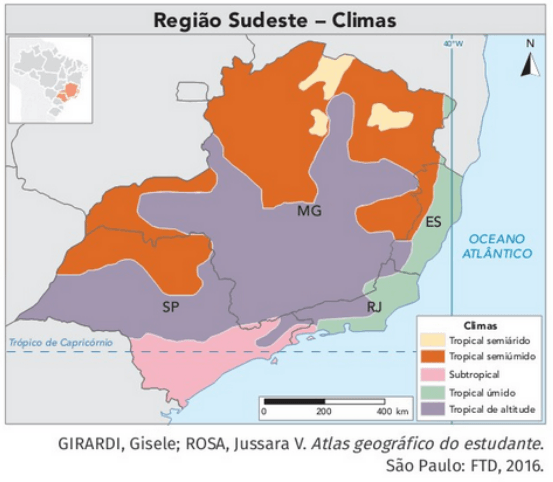 Região Sudeste – Climas
40°W
N
MG
ES
OCEANO
ATLÂNTICO
SP
RJ
Trópico de Capricórnio
Climas
Tropical semiárido
Tropical semiúmido
Subtropical
Tropical úmido
Tropical de altitude
0 200 400 km
GIRARDI, Gisele; ROSA, Jussara V. Atlas geográfico do estudante.
São Paulo: FTD, 2016.